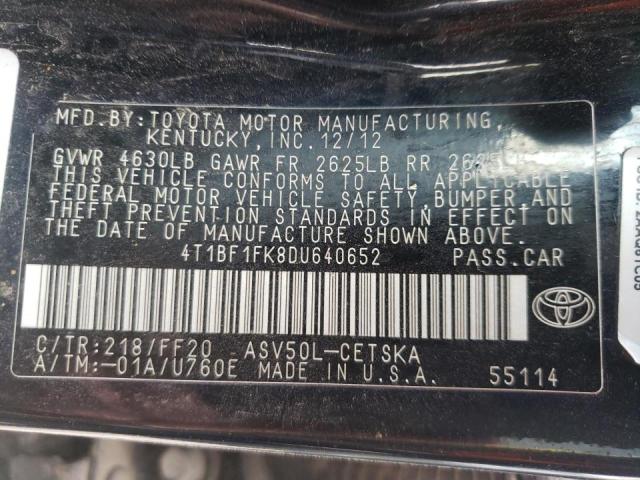 MFD.BY:TOYOTA MOTOR MANUFACTURING,
KENTUCKY, INC.12/12
GVWR 4630LB GAWR FR 2625LB RR
THIS VEHICLE CONFORMS TO ALL APPLICABLE
FEDERAL MOTOR VEHICLE SAFETY,BUMPER,AND
THEFT PREVENTION STANDARDS IN EFFECT ON
THE DATE OF MANUFACTURE SHOWN ABOVE.
4T1BF1FK8DU640652 PASS.CAR
C/TR:218/FF20 ASV50L-CETSKA
A/TM:-01A/U760E MADE IN U.S.A. 55114